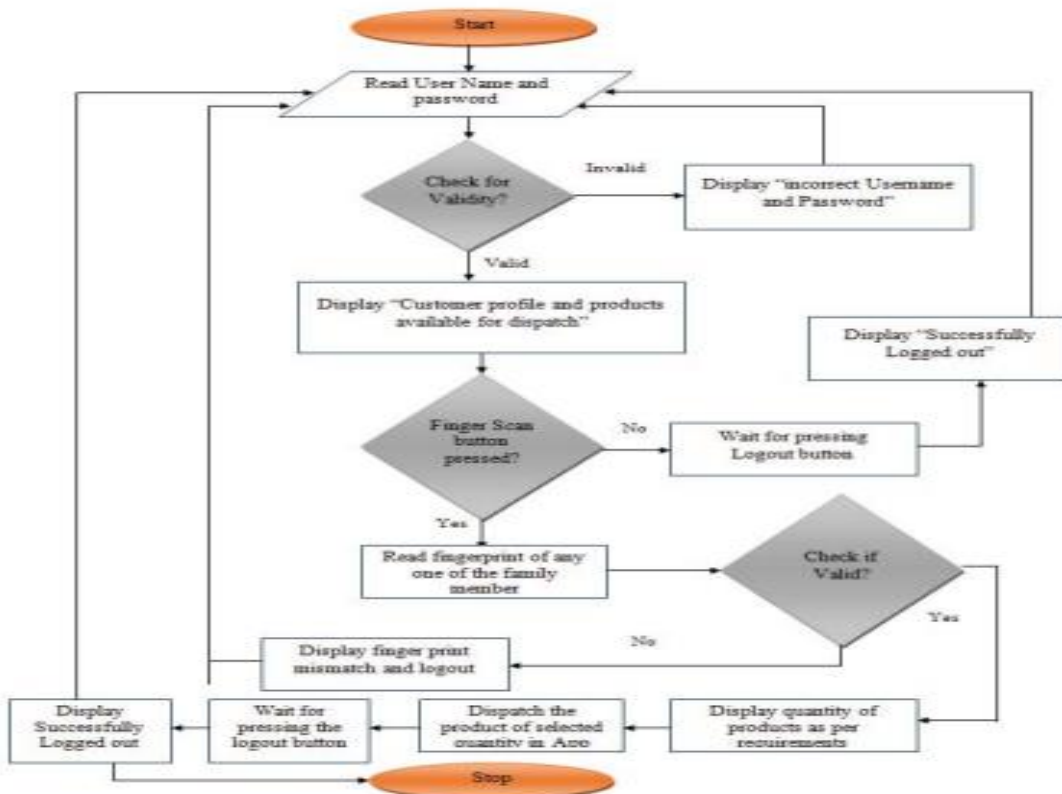 Start
Read User Name and
password
Check for
Validity?
Invalid
Display “incorrect Username
and Password”
Valid
Display “Customer profile and products
available for dispatch”
Display “Successfully
Logged out”
Finger Scan
button
pressed?
No
Wait for pressing
Logout button
Yes
Read fingerprint of any
one of the family
member
Check if
Valid?
Yes
No
Display finger print
mismatch and logout
Display
Successfully
Logged out
Wait for
pressing the
logout button
Dispatch the
product of selected
quantity in App
Display quantity of
products as per
requirements
Stop